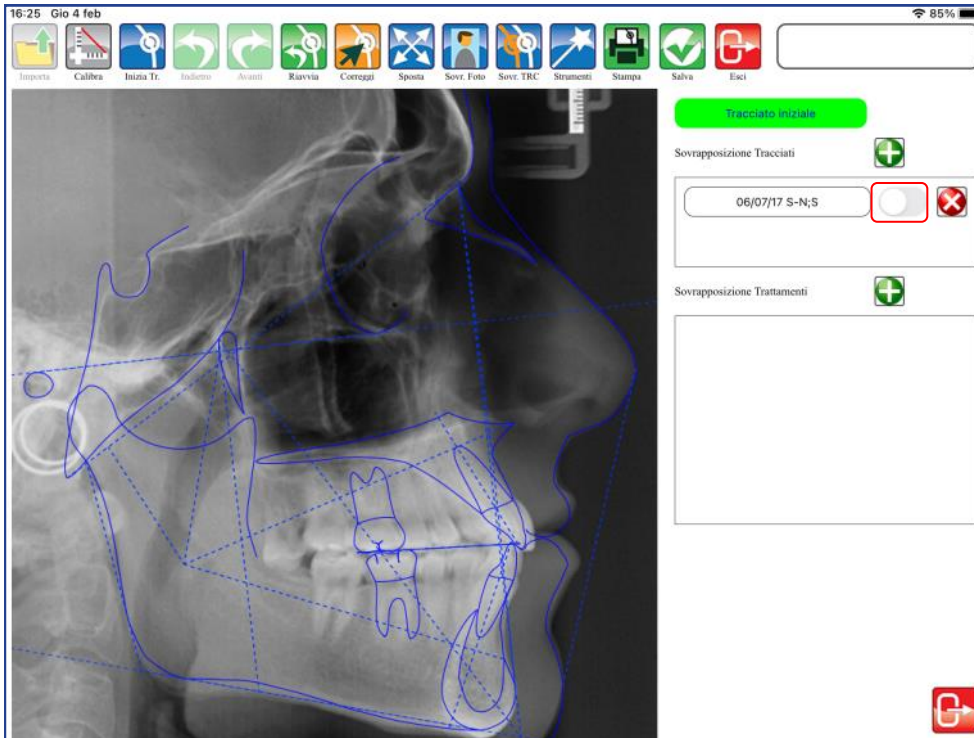 16:25 Gio 4 feb 85%
Importa Calibra Inizia Tr. Indietro Avanti Riavvia Correggi Sposta Sovr. Foto Sovr. TRC Strumenti Stampa Salva Esci
Tracciato iniziale
Sovrapposizione Tracciati
06/07/17 S-N;S
Sovrapposizione Trattamenti